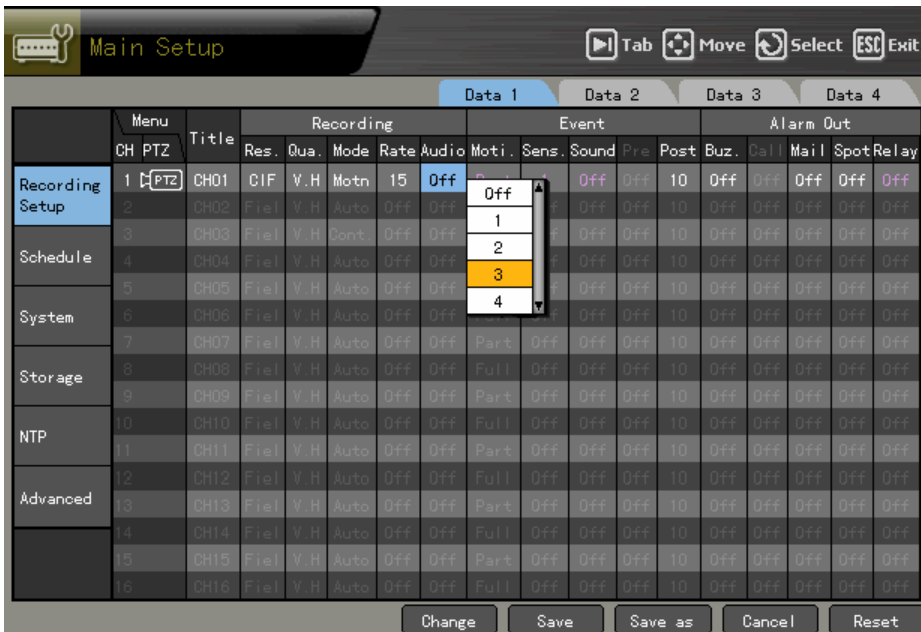 Main Setup
Tab Move Select ESC Exit
Data 1 Data 2 Data 3 Data 4
Menu Title Recording Event Alarm Out
CH PTZ Res. Qua. Mode Rate Audio Moti. Sens. Sound Pre Post Buz. Call Mail Spot Relay
Recording Setup
Schedule
System
Storage
NTP
Advanced
1 PTZ CH01 CIF V.H Motn 15 Off Off Off 10 Off Off Off Off Off
2 CH02 Fiel V.H Auto Off Off Off Off 10 Off Off Off Off Off
3 CH03 Fiel V.H Cont. Off Off Off Off 10 Off Off Off Off Off
4 CH04 Fiel V.H Auto Off Off Off Off 10 Off Off Off Off Off
5 CH05 Fiel V.H Auto Off Off Off Off 10 Off Off Off Off Off
6 CH06 Fiel V.H Auto Off Off Off Off 10 Off Off Off Off Off
7 CH07 Fiel V.H Auto Off Off Part Off Off Off 10 Off Off Off Off Off
8 CH08 Fiel V.H Auto Off Off Full Off Off Off 10 Off Off Off Off Off
9 CH09 Fiel V.H Auto Off Off Part Off Off Off 10 Off Off Off Off Off
10 CH10 Fiel V.H Auto Off Off Full Off Off Off 10 Off Off Off Off Off
11 CH11 Fiel V.H Auto Off Off Part Off Off Off 10 Off Off Off Off Off
12 CH12 Fiel V.H Auto Off Off Full Off Off Off 10 Off Off Off Off Off
13 CH13 Fiel V.H Auto Off Off Part Off Off Off 10 Off Off Off Off Off
14 CH14 Fiel V.H Auto Off Off Full Off Off Off 10 Off Off Off Off Off
15 CH15 Fiel V.H Auto Off Off Part Off Off Off 10 Off Off Off Off Off
16 CH16 Fiel V.H Auto Off Off Full Off Off Off 10 Off Off Off Off Off
Off
1
2
3
4
Change Save Save as Cancel Reset